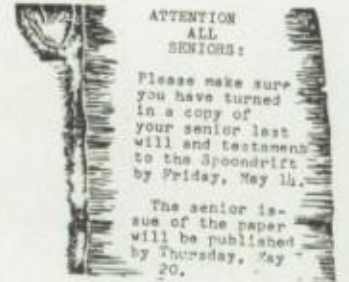 ATTENTION
ALL
SENIORS:
Please make sure
you have turned
in a copy of
your senior last
will and testament
to the Spoondrift
by Friday, May 14.
The senior is-
sue of the paper
will be published
by Thursday, May
20.